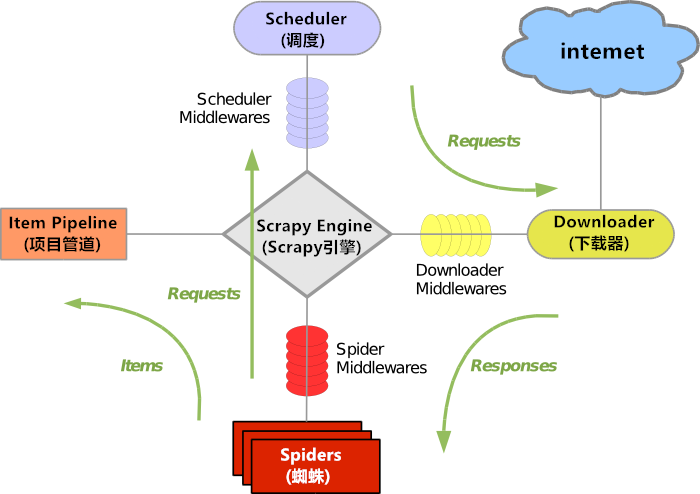 Scheduler
(调度)
intemet
Scheduler
Middlewares
Requests
Item Pipeline
(项目管道)
Scrapy Engine
(Scrapy引擎)
Downloader
(下载器)
Downloader
Middlewares
Requests
Items
Spider
Middlewares
Responses
Spiders
(蜘蛛)